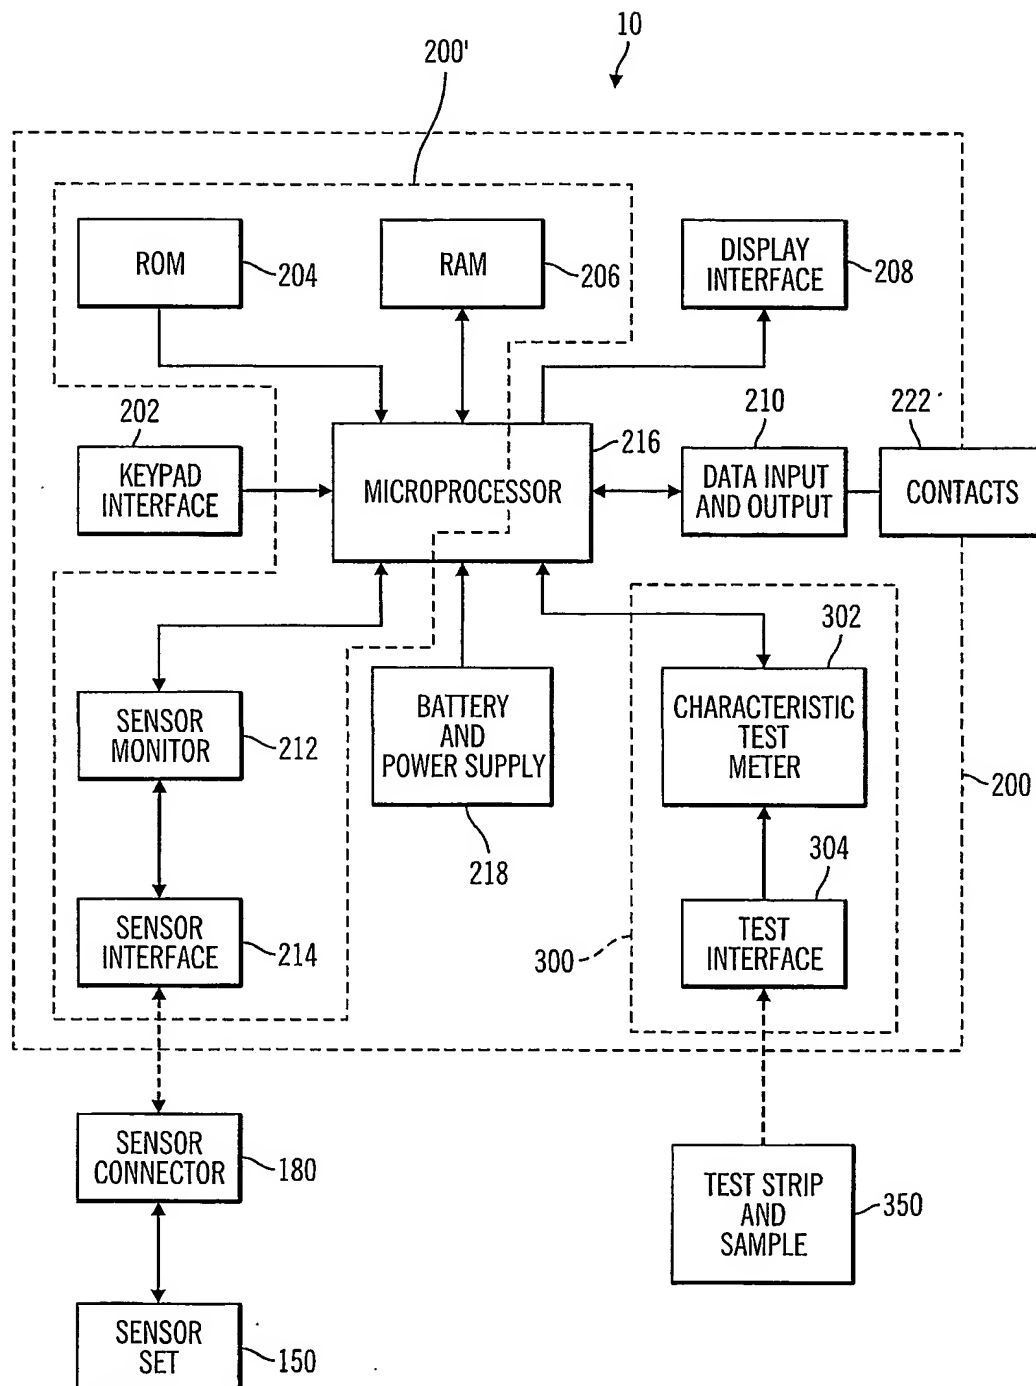 10
200'
ROM
204
RAM
206
DISPLAY
INTERFACE
208
202
KEYPAD
INTERFACE
MICROPROCESSOR
216
210
DATA INPUT
AND OUTPUT
222
CONTACTS
SENSOR
MONITOR
212
BATTERY
AND
POWER SUPPLY
218
302
CHARACTERISTIC
TEST
METER
200
304
TEST
INTERFACE
300
SENSOR
INTERFACE
214
SENSOR
CONNECTOR
180
TEST STRIP
AND
SAMPLE
350
SENSOR
SET
150